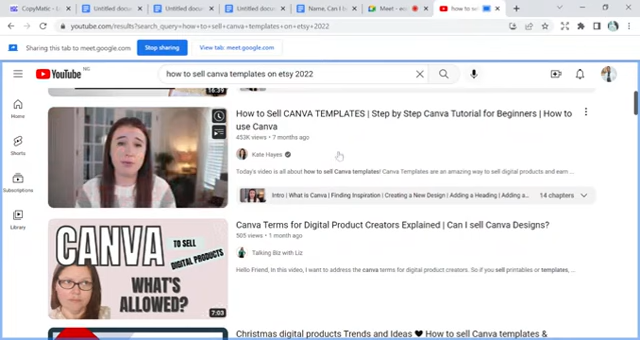 CopyMatic - I
Untitled docum
Untitled docum
Untitled docum
Name, Can I b
Meet - 
how to se
youtube.com/results?search_query=how+to+sell+canva+templates+on+etsy+2022
Sharing this tab to meet.google.com
Stop sharing
View tab: meet.google.com
YouTube NG
how to sell canva templates on etsy 2022
Home
Shorts
Subscriptions
Library
How to Sell CANVA TEMPLATES | Step by Step Canva Tutorial for Beginners | How to
use Canva
453K views • 7 months ago
Kate Hayes
Today's video is all about how to sell Canva templates! Canva Templates are an amazing way to sell digital products and earn ...
Intro | What is Canva | Finding Inspiration | Creating a New Design | Adding a Heading | Adding a...
14 chapters
CANVA
TO SELL
DIGITAL PRODUCTS
WHAT'S
ALLOWED?
7:03
Canva Terms for Digital Product Creators Explained | Can I sell Canva Designs?
505 views • 1 month ago
Talking Biz with Liz
Hello Friend, In this video, I want to address the canva terms for digital product creators. So if you sell printables or templates, ...
Christmas digital products Trends and Ideas ❤ How to sell Canva templates &